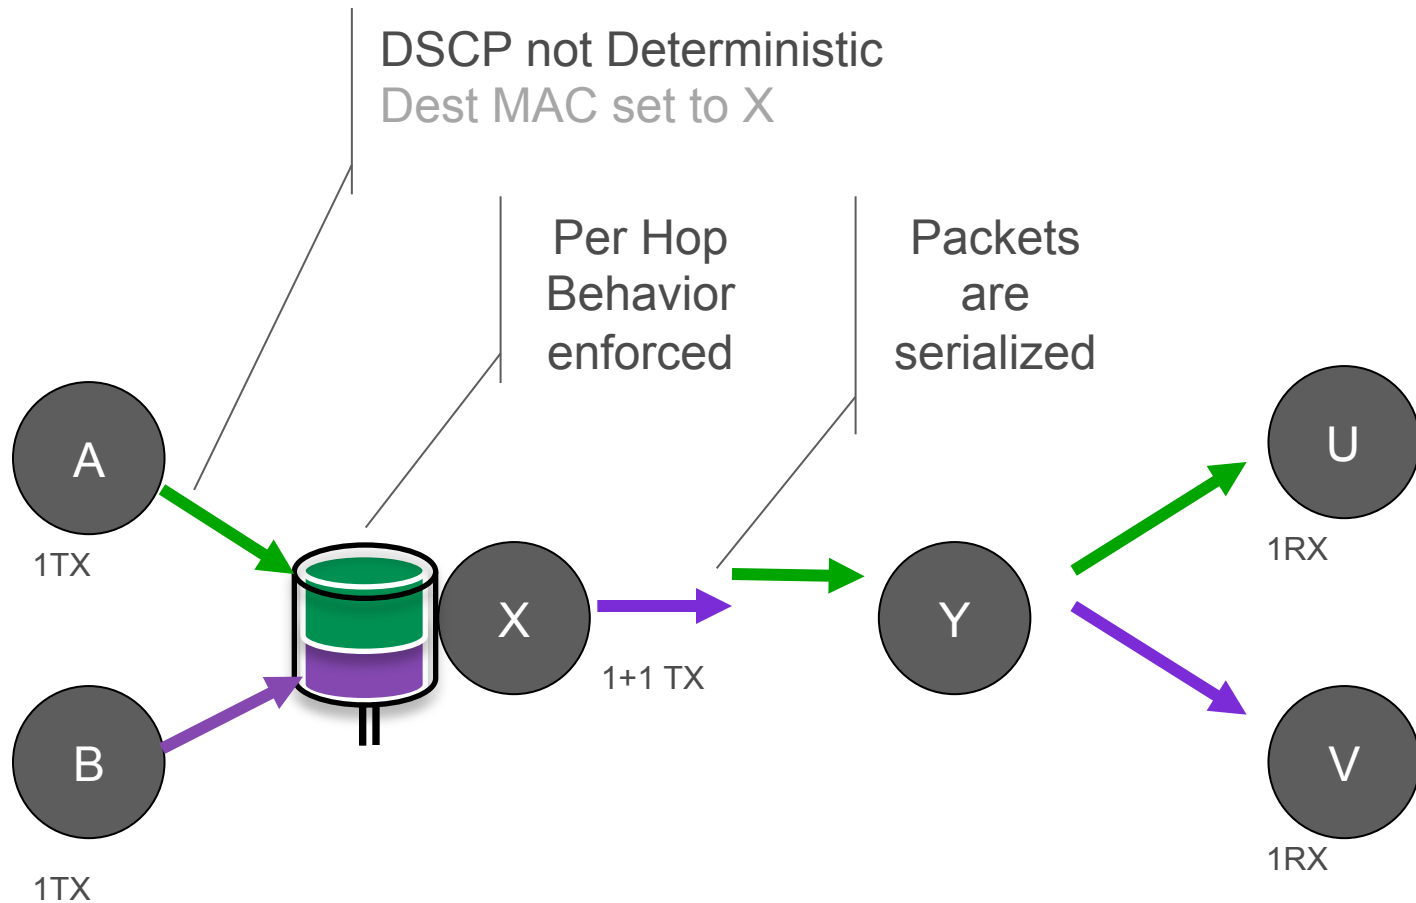 DSCP not Deterministic
Dest MAC set to X
Per Hop
Behavior
enforced
Packets
are
serialized
A
1TX
B
1TX
X
1+1 TX
Y
U
1RX
V
1RX